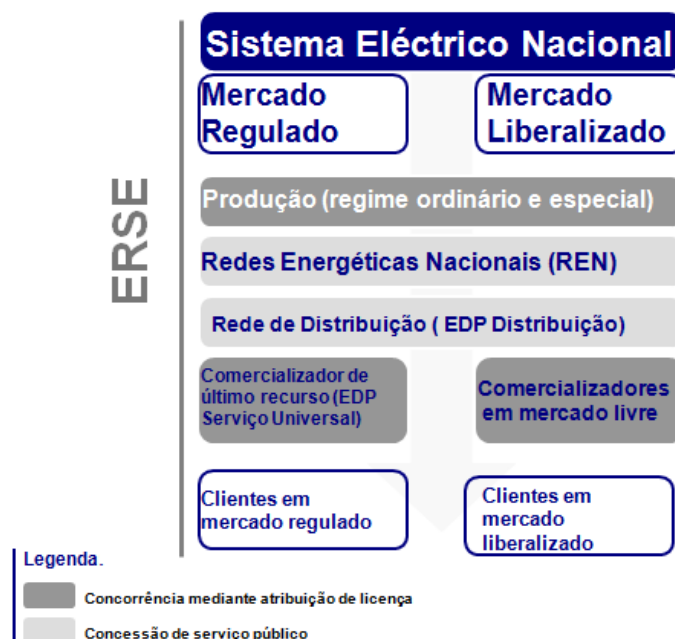 Sistema Eléctrico Nacional
Mercado
Regulado
Mercado
Liberalizado
ERSE
Produção (regime ordinário e especial)
Redes Energéticas Nacionais (REN)
Rede de Distribuição ( EDP Distribuição)
Comercializador de
último recurso (EDP
Serviço Universal)
Comercializadores
em mercado livre
Clientes em
mercado regulado
Clientes em
mercado
liberalizado
Legenda.
Concorrência mediante atribuição de licença
Concessão de serviço público